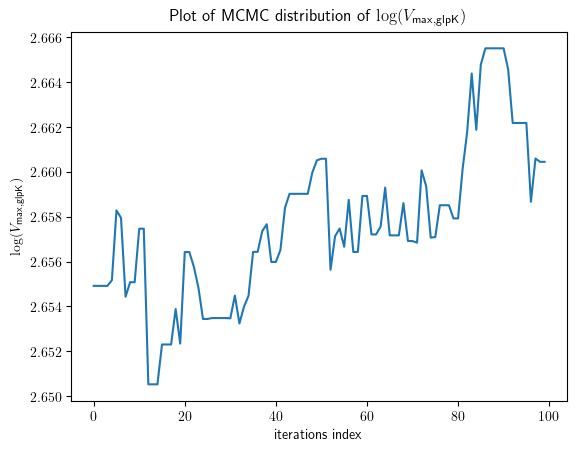 Plot of MCMC distribution of log(V_max,glpK)
2.666
2.664
2.662
2.660
2.658
2.656
2.654
2.652
2.650
log(V_max,glpK)
0 20 40 60 80 100
iterations index